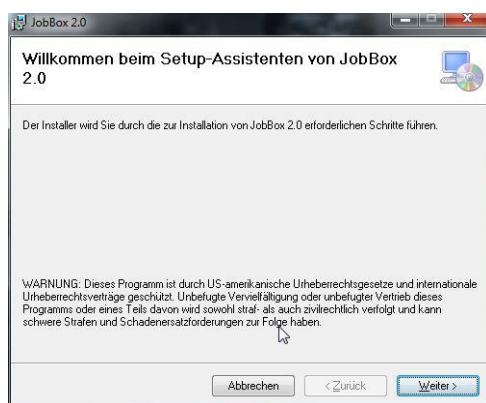 JobBox 2.0
Willkommen beim Setup-Assistenten von JobBox
2.0
Der Installer wird Sie durch die zur Installation von JobBox 2.0 erforderlichen Schritte führen.
WARNUNG: Dieses Programm ist durch US-amerikanische Urheberrechtsgesetze und internationale
Urheberrechtsverträge geschützt. Unbefugte Vervielfältigung oder unbefugter Vertrieb dieses
Programms oder eines Teils davon wird sowohl straf- als auch zivilrechtlich verfolgt und kann
schwere Strafen und Schadenersatzforderungen zur Folge haben.
Abbrechen < Zurück Weiter >